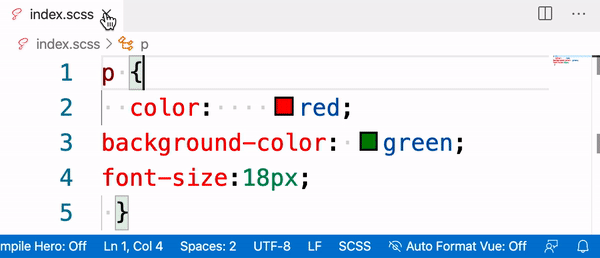 index.scss
index.scss > p
1 p {
2 color: red;
3 background-color: green;
4 font-size:18px;
5 }
mpile Hero: Off Ln 1, Col 4 Spaces: 2 UTF-8 LF SCSS Auto Format Vue: Off